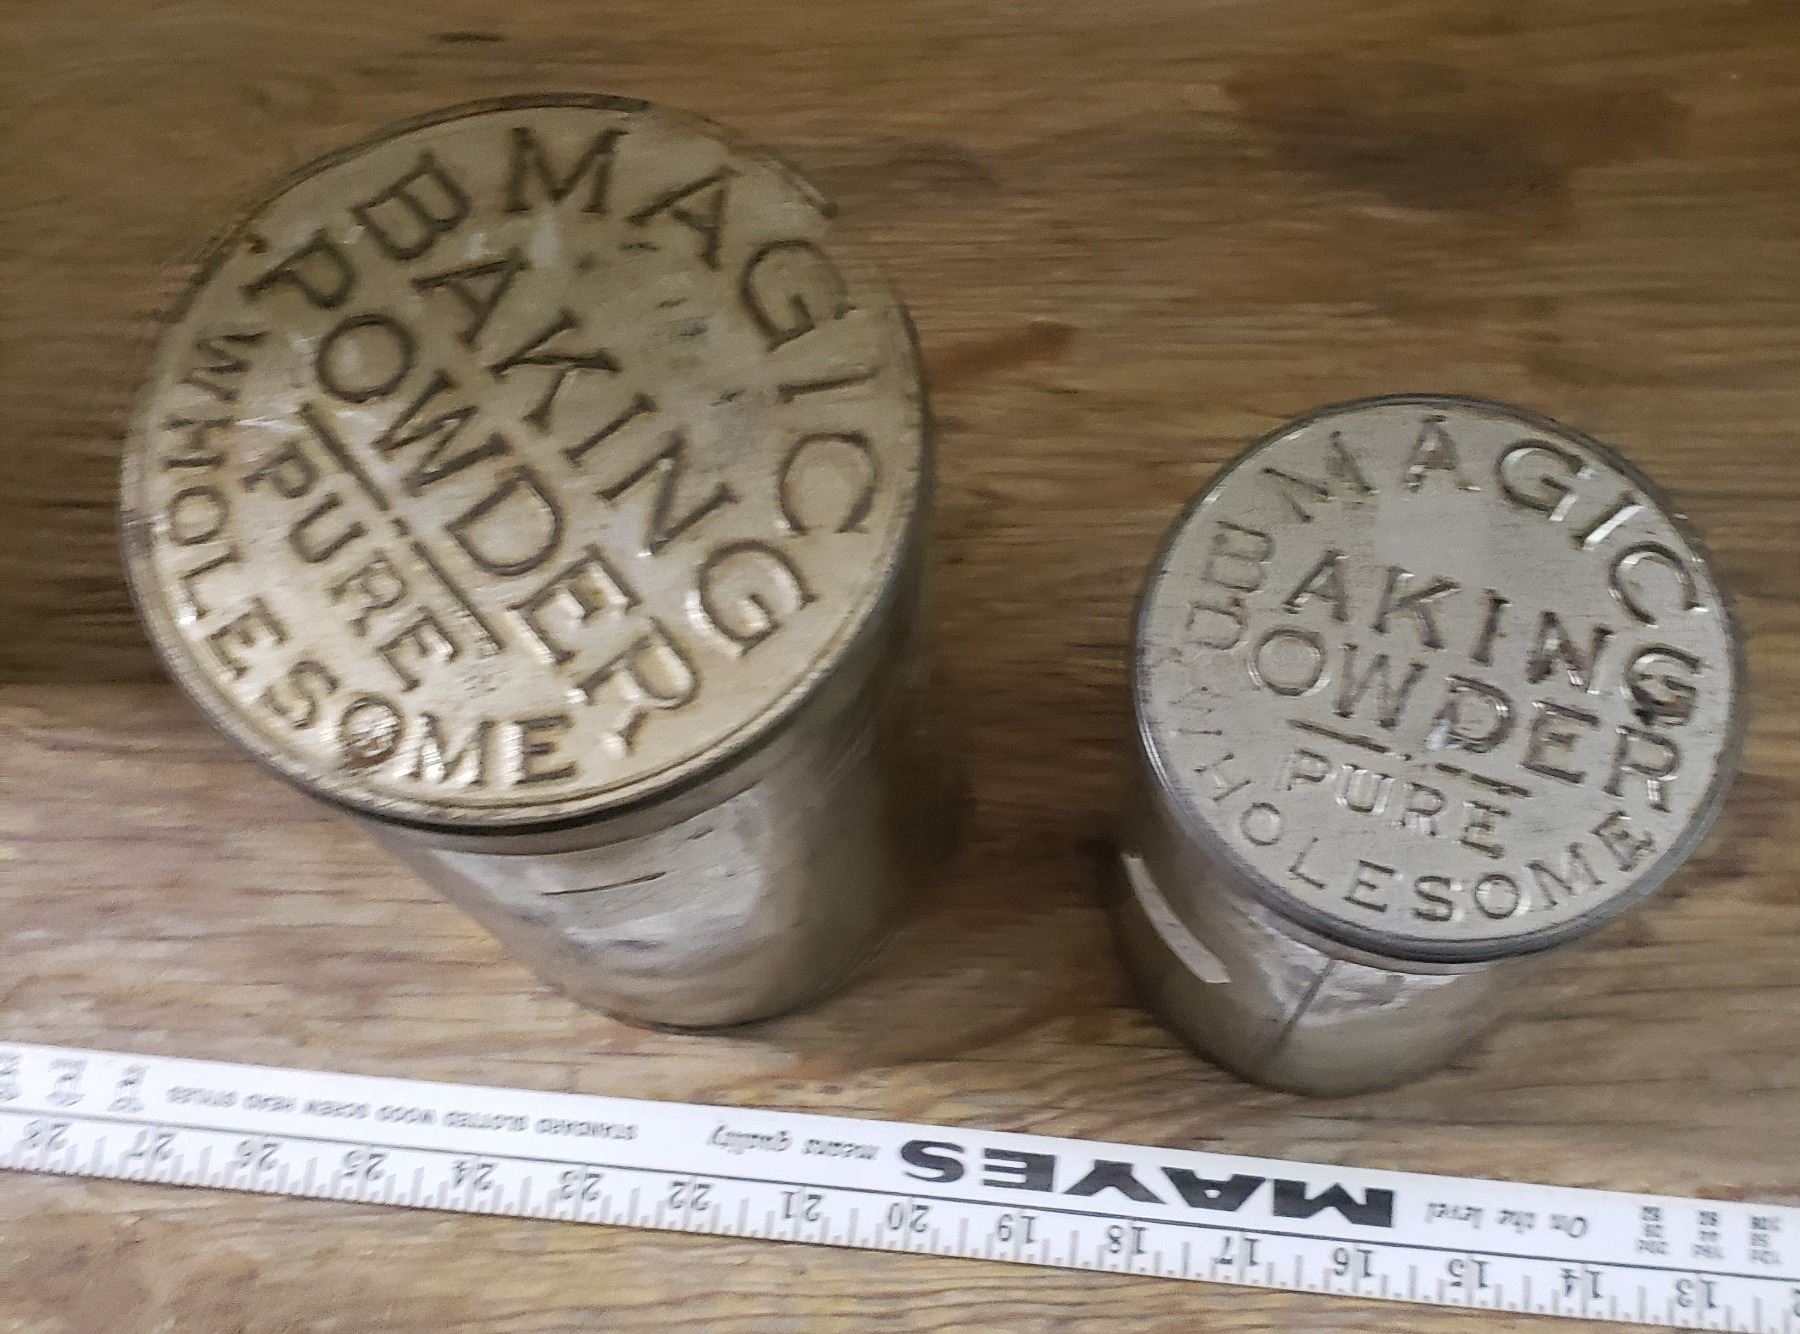 MAGIC
BAKING
POWDER
PURE
WHOLESOME
MAGIC
BAKING
POWDER
PURE
WHOLESOME
On the level MAYES means quality STANDARD SLOTTED WOOD SCREW HEAD STYLES
13 14 15 16 17 18 19 20 21 22 23 24 25 26 27 28